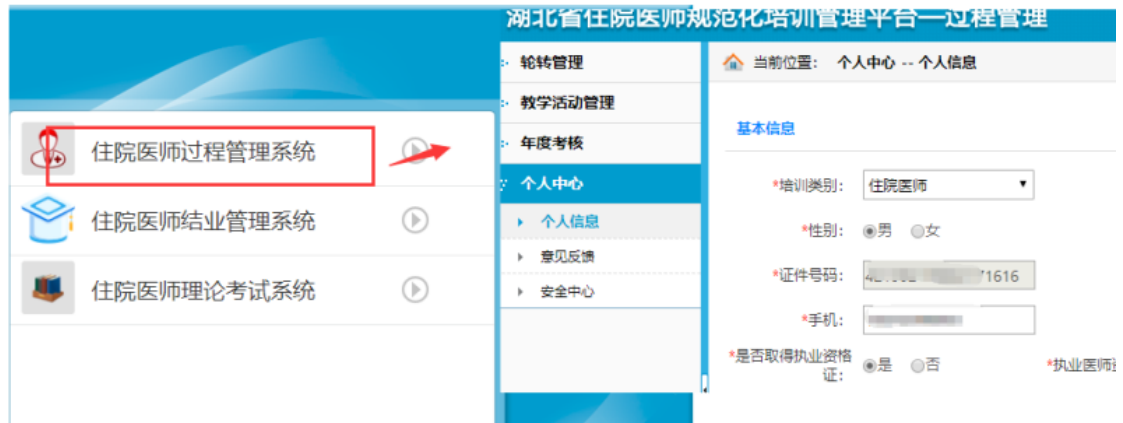 住院医师过程管理系统
住院医师结业管理系统
住院医师理论考试系统
湖北省住院医师规范化培训管理平台—过程管理
轮转管理
教学活动管理
年度考核
个人中心
个人信息
意见反馈
安全中心
当前位置： 个人中心 -- 个人信息
基本信息
*培训类别： 住院医师
*性别： 男 女
*证件号码： 71616
*手机：
*是否取得执业资格
证： 是 否 *执业医师